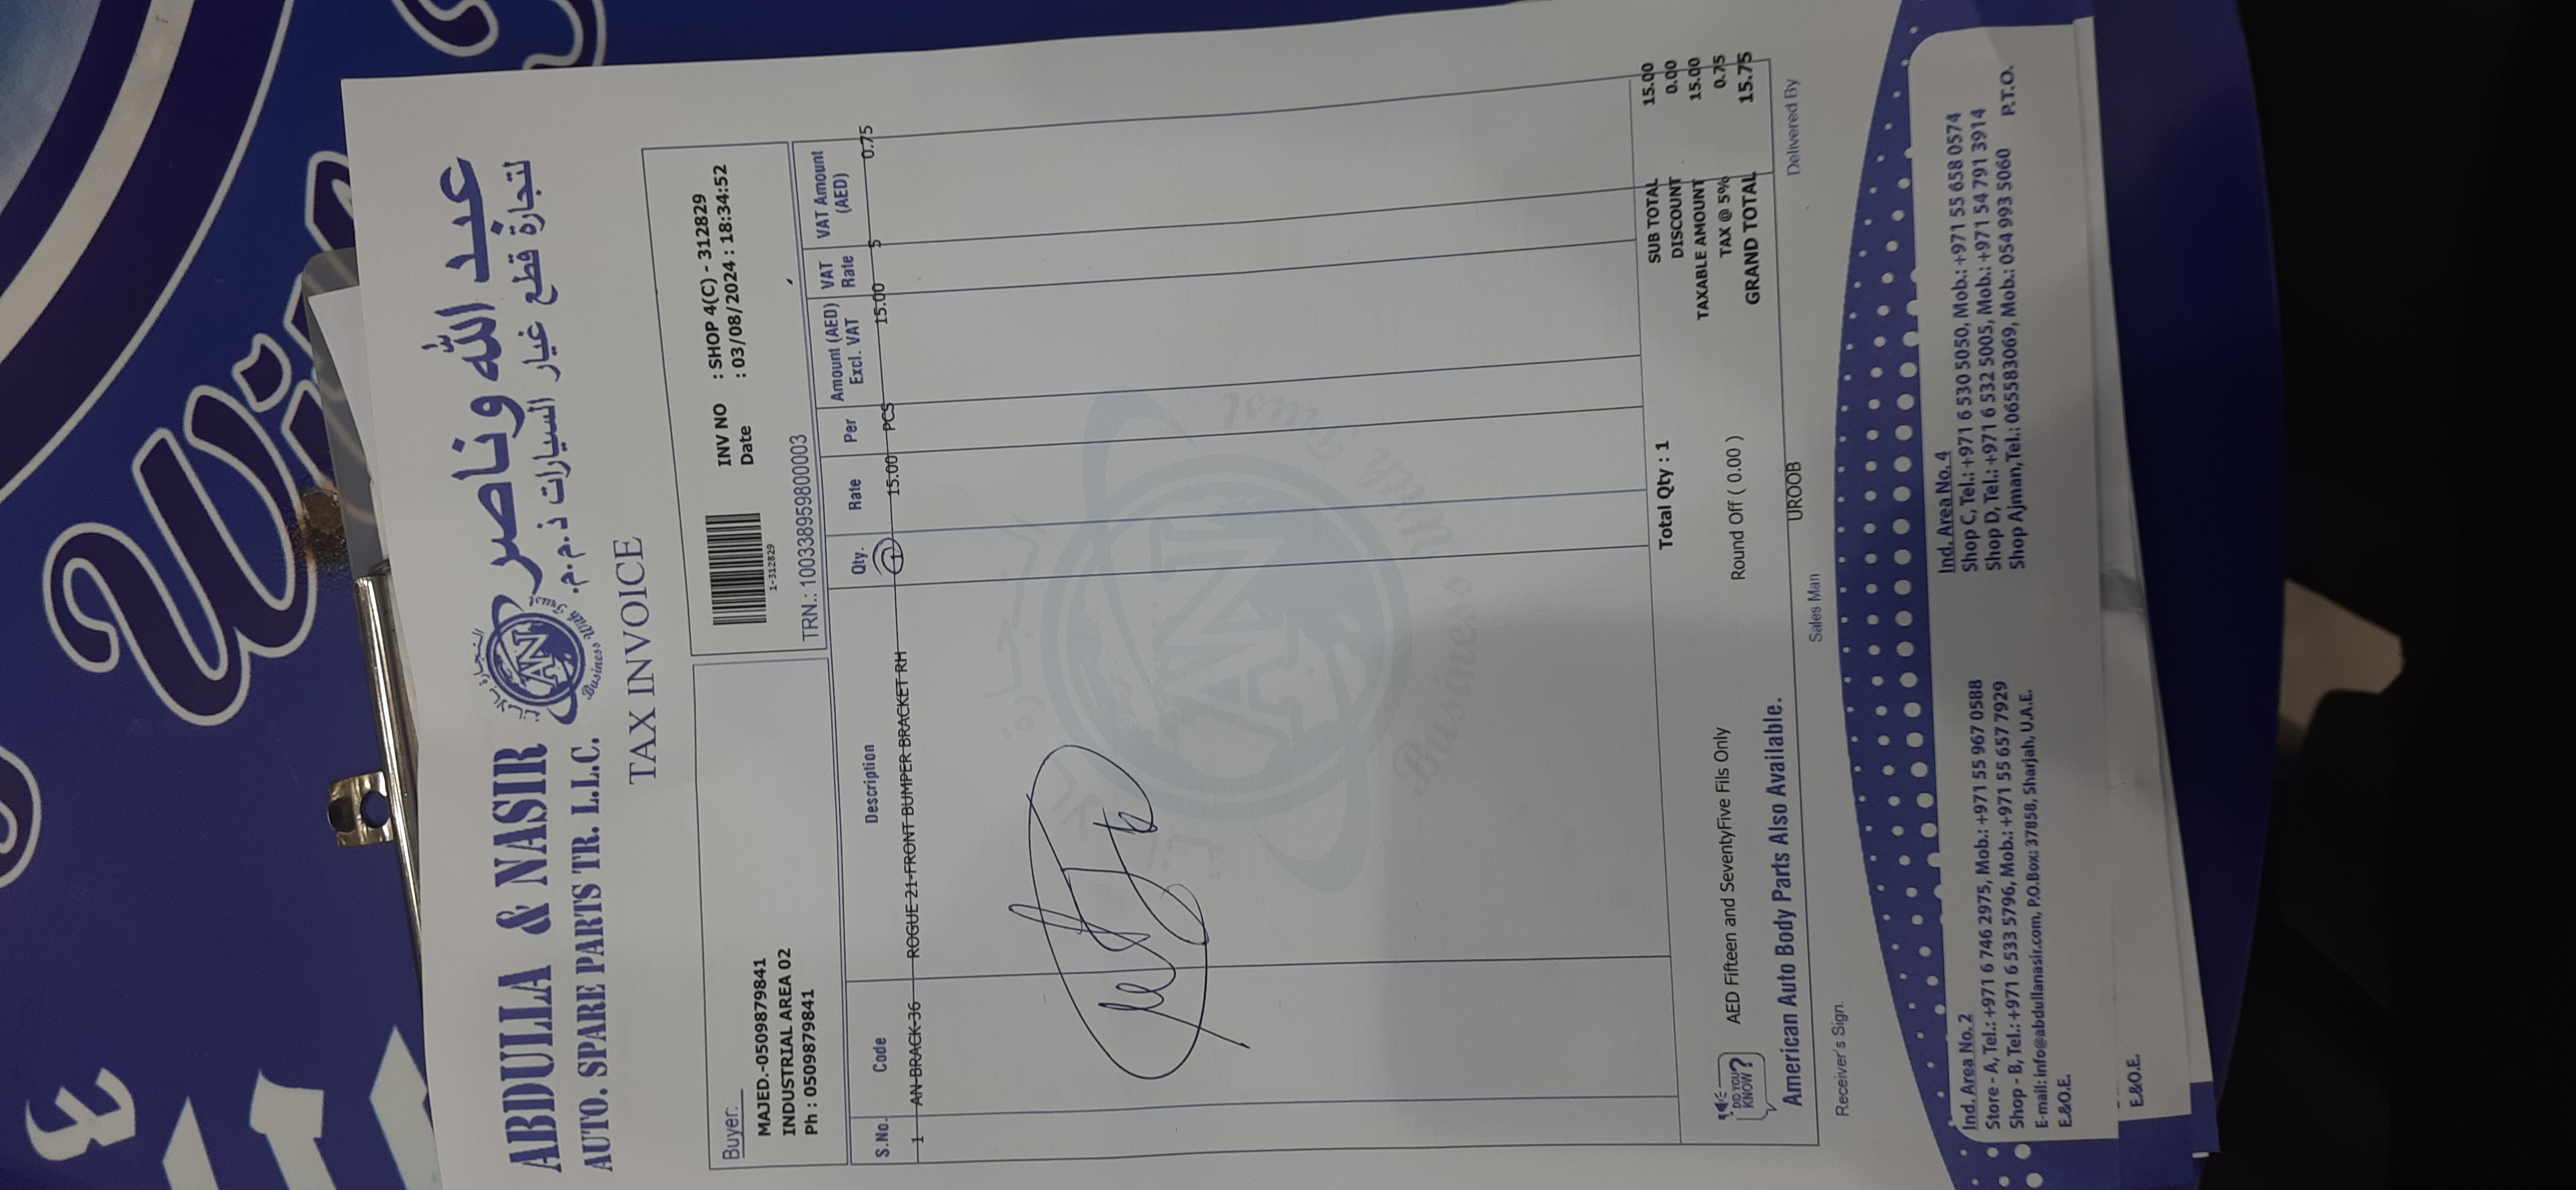 عبد الله وناصر
لتجارة قطع غيار السيارات ذ.م.م.
ABDULLA & NASIR
AUTO. SPARE PARTS TR. L.L.C.
AN
Business With Trust
TAX INVOICE
Buyer:
MAJED.-0509879841
INDUSTRIAL AREA 02
Ph : 0509879841
1-312829
INV NO : SHOP 4(C) - 312829
Date : 03/08/2024 : 18:34:52
TRN.: 100338959800003
S.No. Code Description Qty. Rate Per Amount (AED) Excl. VAT VAT Rate VAT Amount (AED)
1 AN-BRACK-36 ROGUE 21-FRONT BUMPER BRACKET RH 1 15.00 PCS 15.00 5 0.75
AN
Business With Trust
Total Qty : 1
SUB TOTAL 15.00
DISCOUNT 0.00
TAXABLE AMOUNT 15.00
TAX @ 5% 0.75
GRAND TOTAL 15.75
DID YOU KNOW?
AED Fifteen and SeventyFive Fils Only
Round Off ( 0.00 )
American Auto Body Parts Also Available.
UROOB
Receiver's Sign. Sales Man Delivered By
Ind. Area No. 2
Store - A, Tel.: +971 6 746 2975, Mob.: +971 55 967 0588
Shop - B, Tel.: +971 6 533 5796, Mob.: +971 55 657 7929
E-mail: info@abdullanasir.com, P.O.Box: 37858, Sharjah, U.A.E.
E.&O.E.
Ind. Area No. 4
Shop C, Tel.: +971 6 530 5050, Mob.: +971 55 658 0574
Shop D, Tel.: +971 6 532 5005, Mob.: +971 54 791 3914
Shop Ajman, Tel.: 065583069, Mob.: 054 993 5060 P.T.O.
E.&O.E.